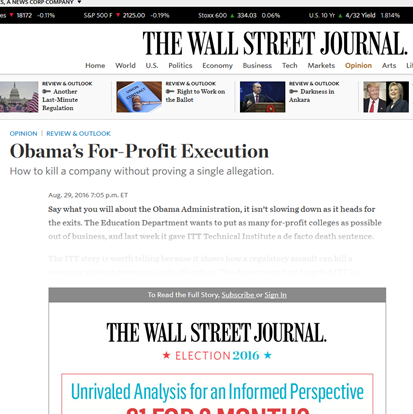 S, A NEWS CORP COMPANY ▼
es ▼ 18172 -0.11% S&P 500 F ▼ 2125.00 -0.19% Stoxx 600 ▲ 334.03 0.06% U.S. 10 Yr ▲ 4/32 Yield 1.814%
THE WALL STREET JOURNAL.
Home World U.S. Politics Economy Business Tech Markets Opinion Arts
REVIEW & OUTLOOK
Another
Last-Minute
Regulation
REVIEW & OUTLOOK
Right to Work on
the Ballot
REVIEW & OUTLOOK
Darkness in
Ankara
OPINION | REVIEW & OUTLOOK
Obama's For-Profit Execution
How to kill a company without proving a single allegation.
Aug. 29, 2016 7:05 p.m. ET
Say what you will about the Obama Administration, it isn't slowing down as it heads for
the exits. The Education Department wants to put as many for-profit colleges as possible
out of business, and last week it gave ITT Technical Institute a de facto death sentence.
The ITT story is worth telling because it shows how a regulatory assault can kill a
To Read the Full Story, Subscribe or Sign In
THE WALL STREET JOURNAL.
★ ELECTION 2016 ★
Unrivaled Analysis for an Informed Perspective
$1 FOR 2 MONTHS